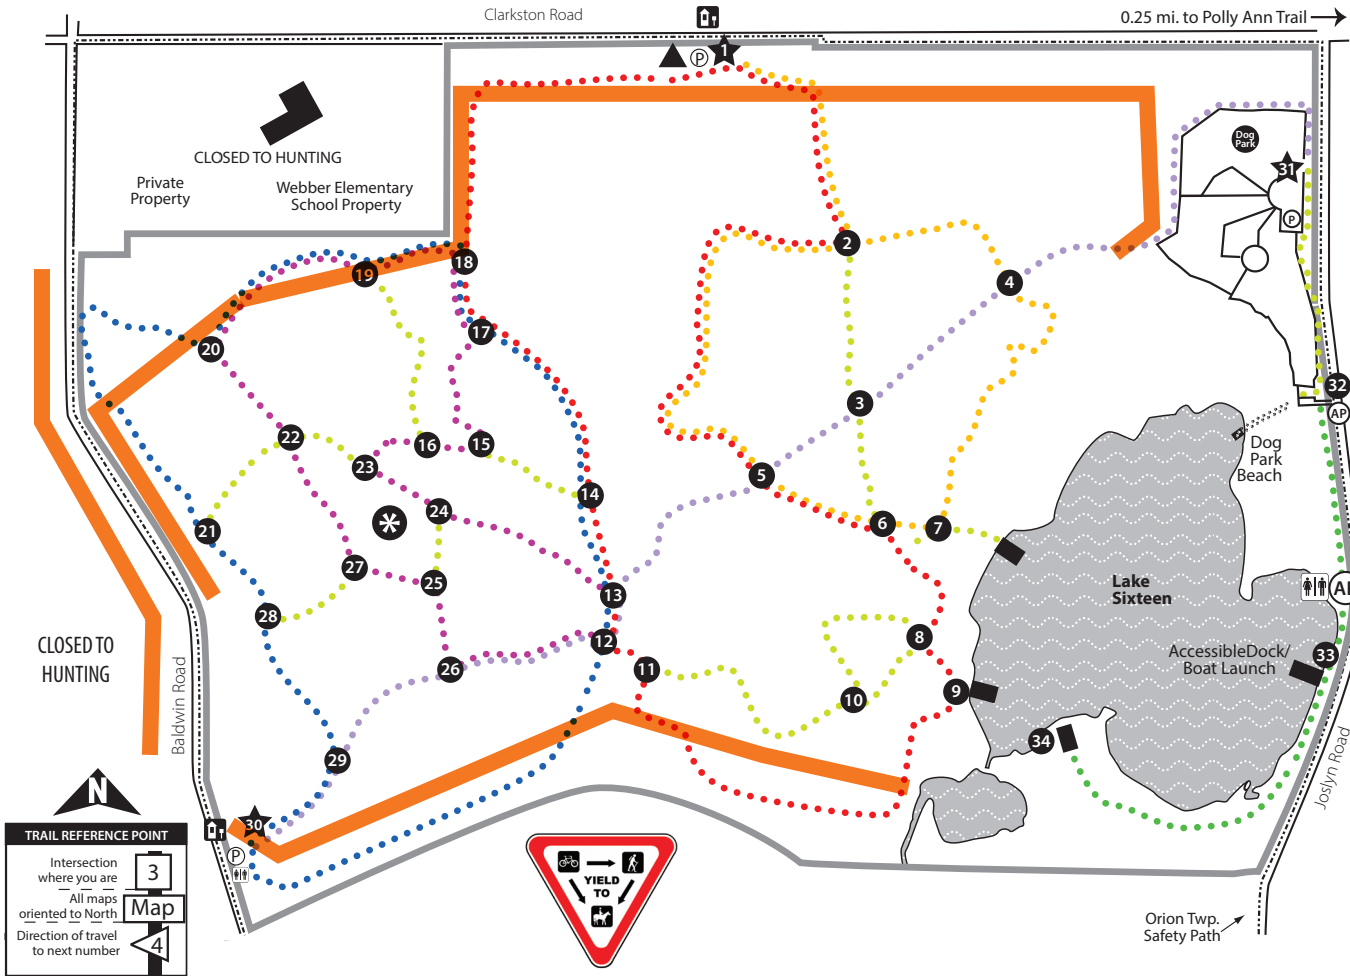 Clarkston Road
0.25 mi. to Polly Ann Trail
P
1
Dog
Park
31
P
CLOSED TO HUNTING
Private
Property
Webber Elementary
School Property
2
18
19
4
17
20
32
AP
3
22
16
15
23
5
Dog
Park
Beach
14
24
*
6
7
21
27
25
Lake
Sixteen
AP
13
28
12
8
CLOSED TO
HUNTING
26
11
AccessibleDock/
Boat Launch
33
9
10
Baldwin Road
34
29
Joslyn Road
N
30
P
TRAIL REFERENCE POINT
Intersection
where you are
3
All maps
oriented to North
Map
Direction of travel
to next number
4
YIELD
TO
Orion Twp.
Safety Path